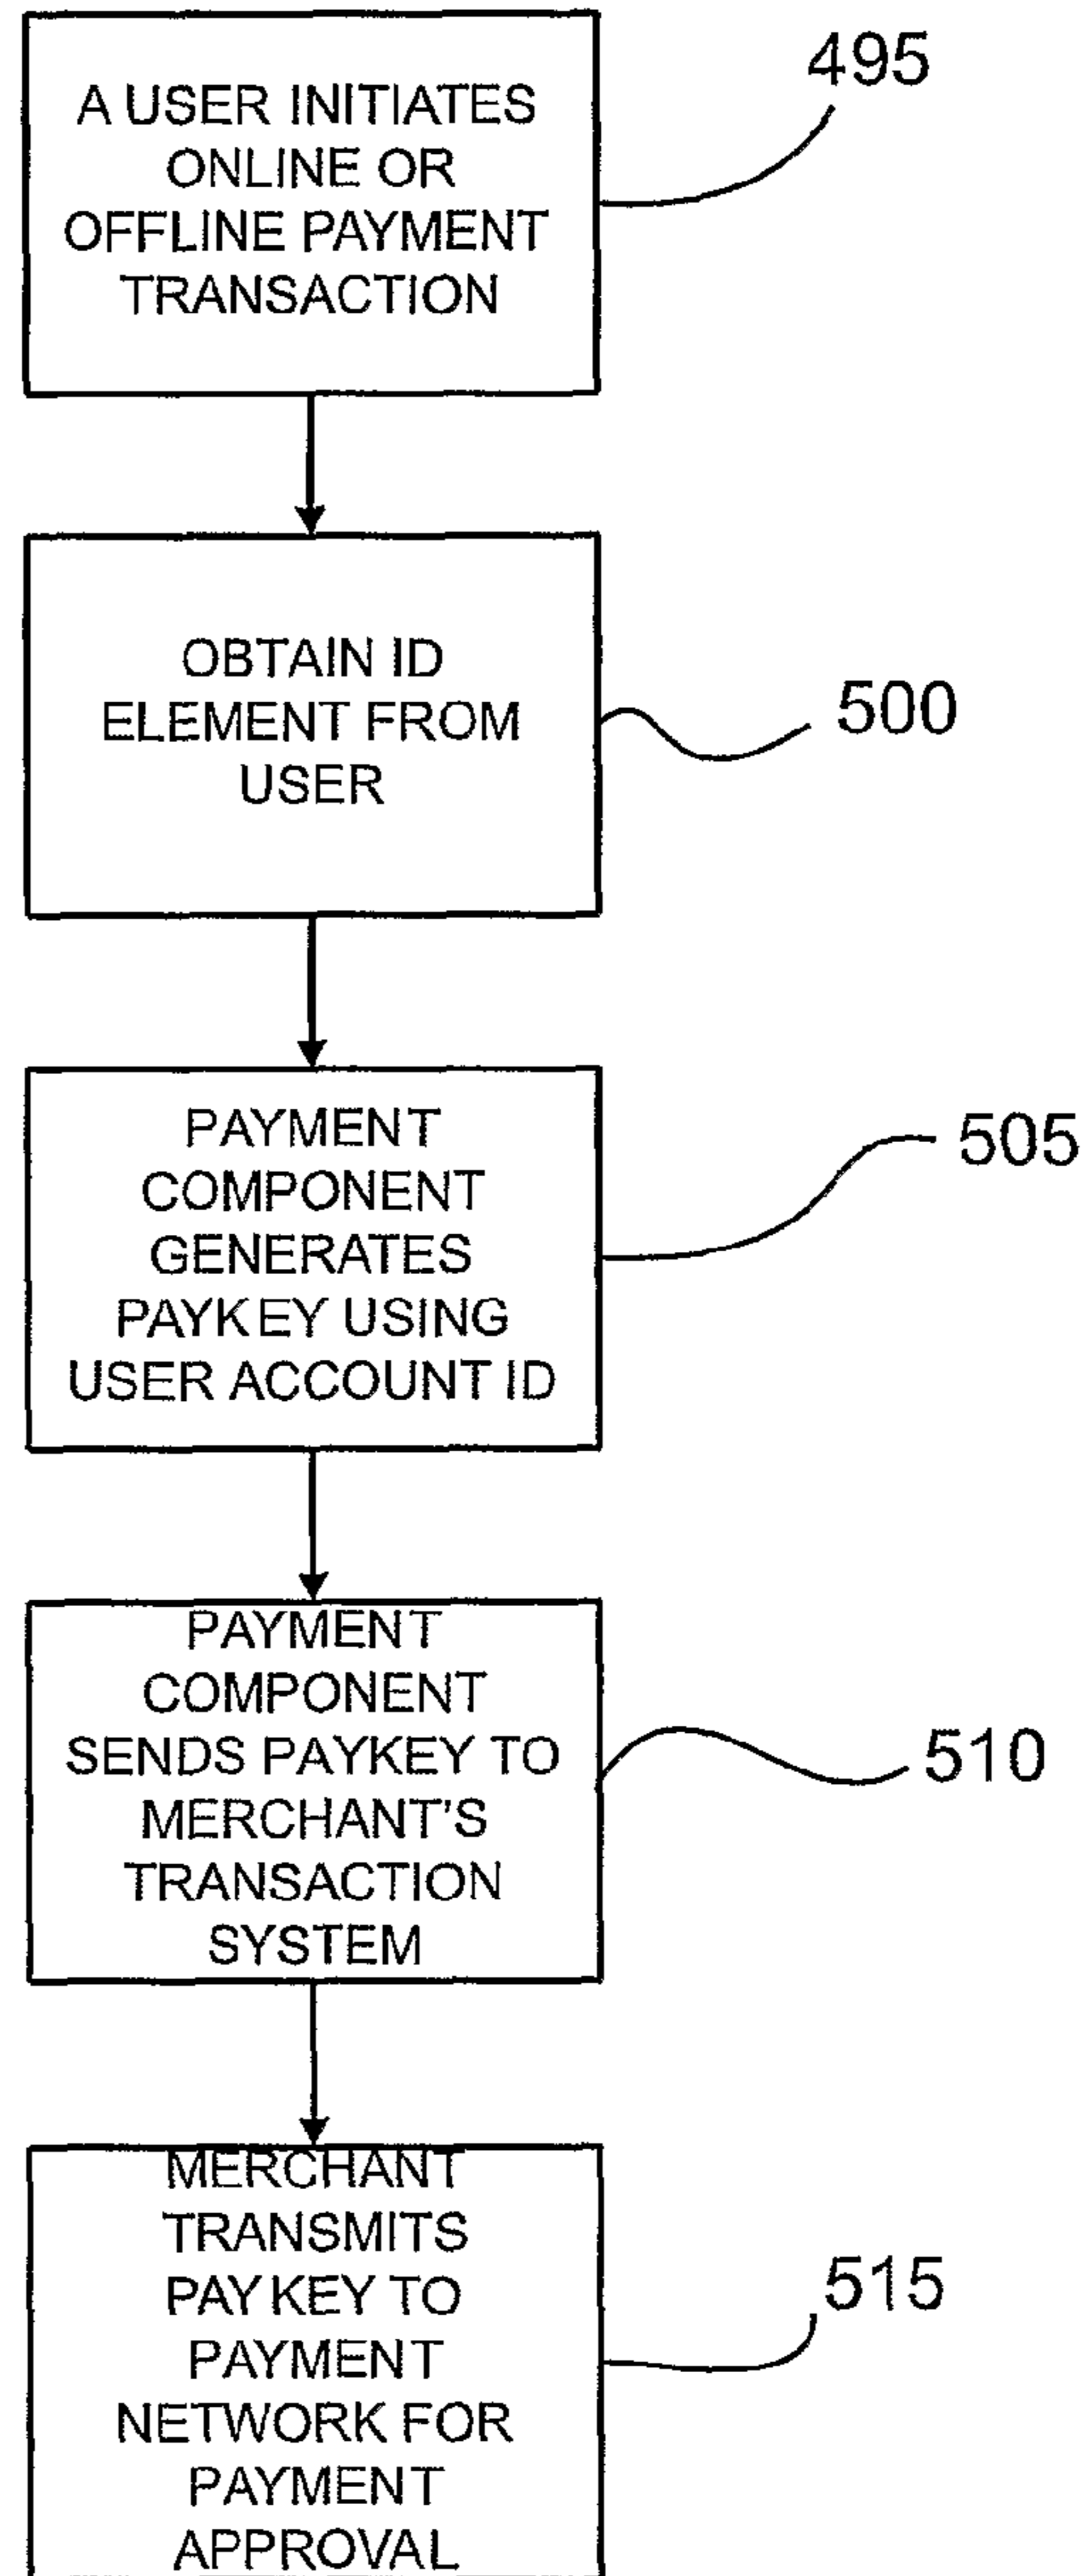 A USER INITIATES
ONLINE OR
OFFLINE PAYMENT
TRANSACTION
495
OBTAIN ID
ELEMENT FROM
USER
500
PAYMENT
COMPONENT
GENERATES
PAYKEY USING
USER ACCOUNT ID
505
PAYMENT
COMPONENT
SENDS PAYKEY TO
MERCHANT'S
TRANSACTION
SYSTEM
510
MERCHANT
TRANSMITS
PAYKEY TO
PAYMENT
NETWORK FOR
PAYMENT
APPROVAL
515